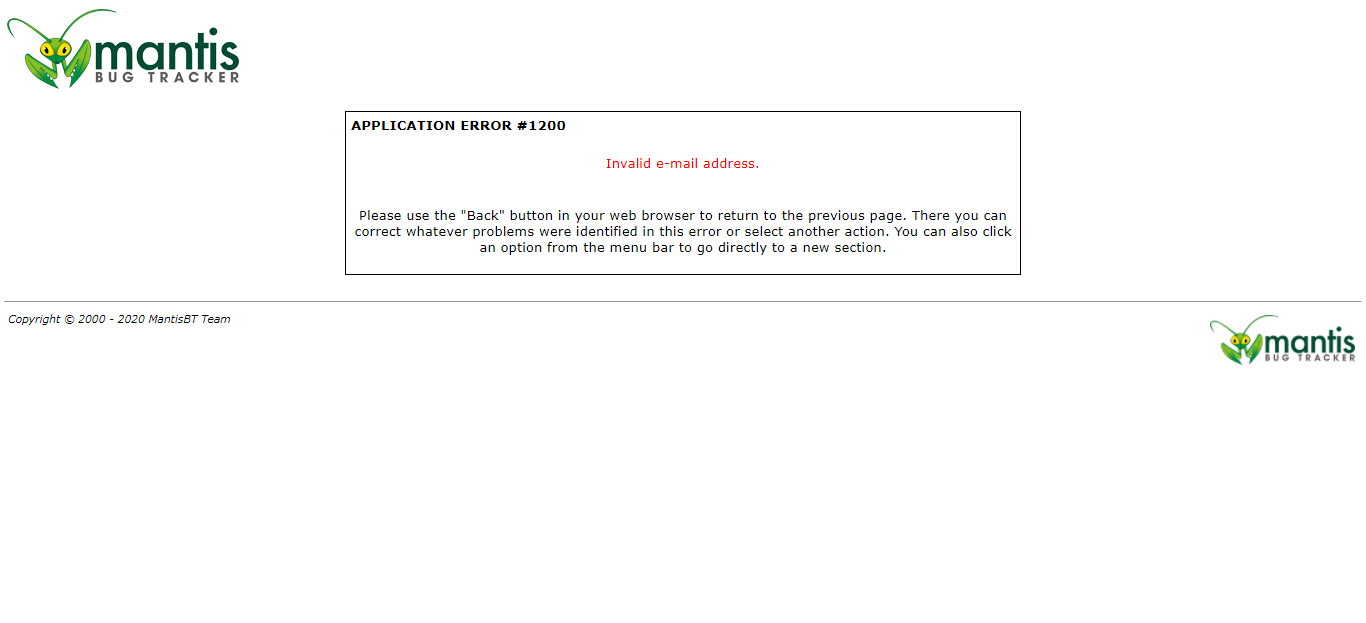 mantis
BUG TRACKER
APPLICATION ERROR #1200
Invalid e-mail address.
Please use the "Back" button in your web browser to return to the previous page. There you can
correct whatever problems were identified in this error or select another action. You can also click
an option from the menu bar to go directly to a new section.
Copyright © 2000 - 2020 MantisBT Team
mantis
BUG TRACKER